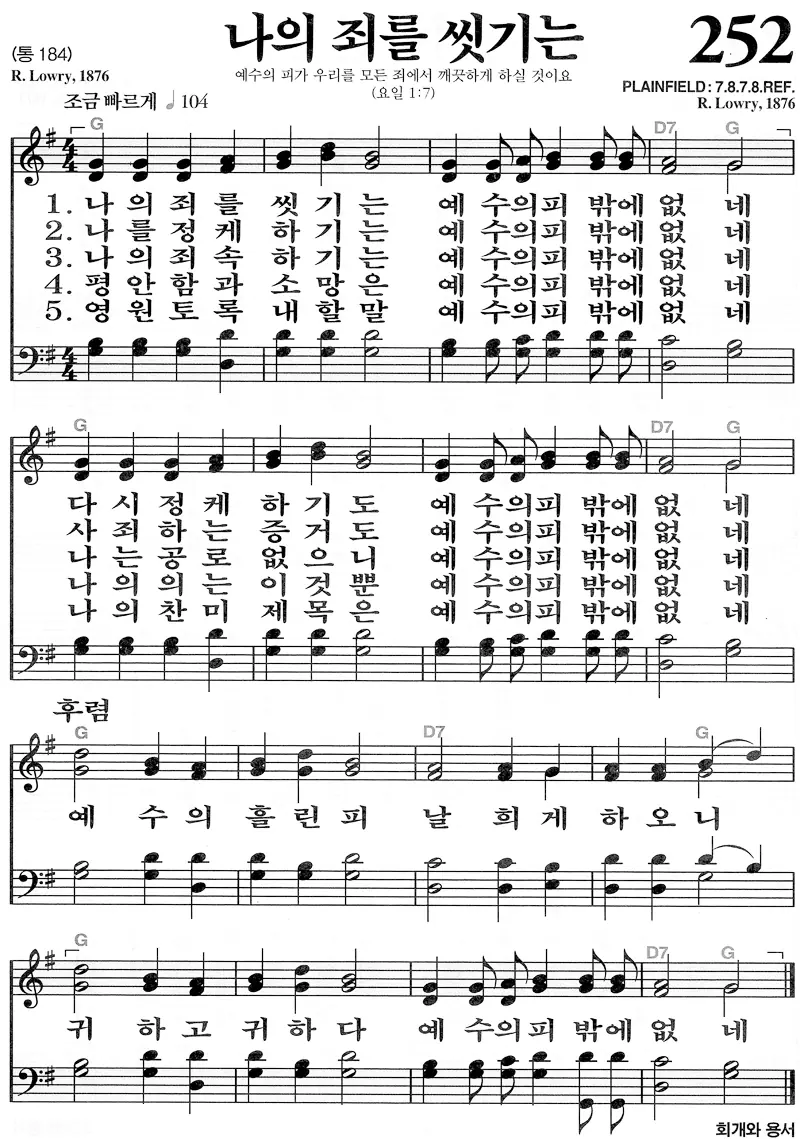 (통 184)
나의 죄를 씻기는
252
R. Lowry, 1876
예수의 피가 우리를 모든 죄에서 깨끗하게 하실 것이요
(요일 1:7)
PLAINFIELD : 7.8.7.8.REF.
R. Lowry, 1876
조금 빠르게 ♩ 104
G D7 G
4 4
1. 나 의 죄 를 씻 기 는 예 수의피 밖에 없 네
2. 나 를 정 케 하 기 는 예 수의피 밖에 없 네
3. 나 의 죄 속 하 기 는 예 수의피 밖에 없 네
4. 평 안 함 과 소 망 은 예 수의피 밖에 없 네
5. 영 원 토 록 내 할 말 예 수의피 밖에 없 네
4 4
G D7 G
다 시 정 케 하 기 도 예 수의피 밖에 없 네
사 죄 하 는 증 거 도 예 수의피 밖에 없 네
나 는 공 로 없 으 니 예 수의피 밖에 없 네
나 의 의 는 이 것 뿐 예 수의피 밖에 없 네
나 의 찬 미 제 목 은 예 수의피 밖에 없 네
후렴
G D7 G
예 수 의 흘 린 피 날 희 게 하 오 니
G D7 G
귀 하 고 귀 하 다 예 수의피 밖에 없 네
회개와 용서